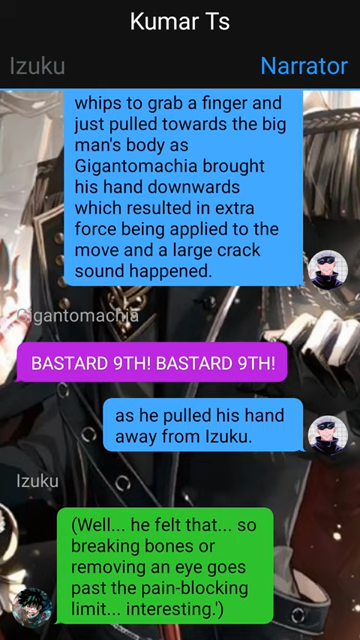 Kumar Ts
Izuku
Narrator
whips to grab a finger and
just pulled towards the big
man's body as
Gigantomachia brought
his hand downwards
which resulted in extra
force being applied to the
move and a large crack
sound happened.
Gigantomachia
BASTARD 9TH! BASTARD 9TH!
as he pulled his hand
away from Izuku.
Izuku
(Well... he felt that... so
breaking bones or
removing an eye goes
past the pain-blocking
limit... interesting.')